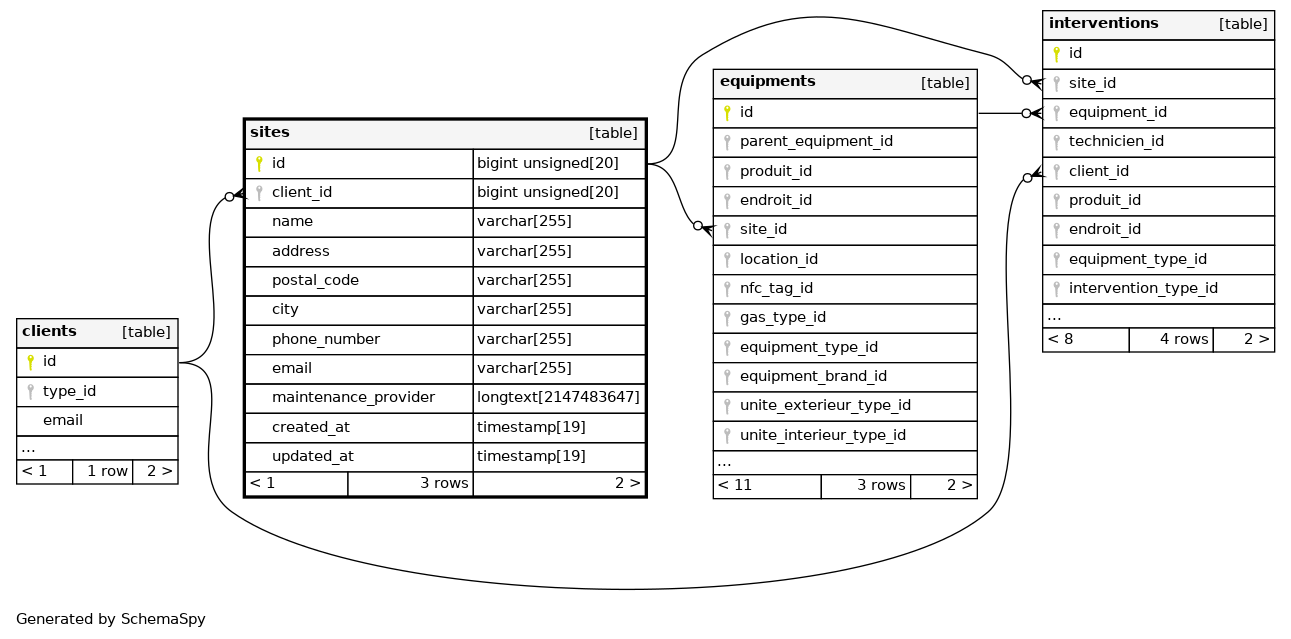 clients [table]
id
type_id
email
...
< 1 1 row 2 >
sites [table]
id bigint unsigned[20]
client_id bigint unsigned[20]
name varchar[255]
address varchar[255]
postal_code varchar[255]
city varchar[255]
phone_number varchar[255]
email varchar[255]
maintenance_provider longtext[2147483647]
created_at timestamp[19]
updated_at timestamp[19]
< 1 3 rows 2 >
equipments [table]
id
parent_equipment_id
produit_id
endroit_id
site_id
location_id
nfc_tag_id
gas_type_id
equipment_type_id
equipment_brand_id
unite_exterieur_type_id
unite_interieur_type_id
...
< 11 3 rows 2 >
interventions [table]
id
site_id
equipment_id
technicien_id
client_id
produit_id
endroit_id
equipment_type_id
intervention_type_id
...
< 8 4 rows 2 >
Generated by SchemaSpy